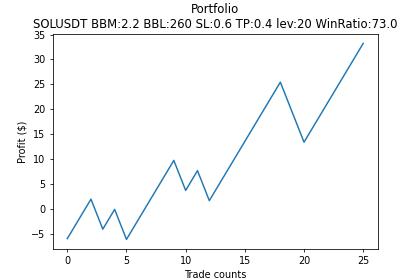 Portfolio
SOLUSDT BBM:2.2 BBL:260 SL:0.6 TP:0.4 lev:20 WinRatio:73.0
35
30
25
20
15
10
5
0
−5
Profit ($)
0 5 10 15 20 25
Trade counts